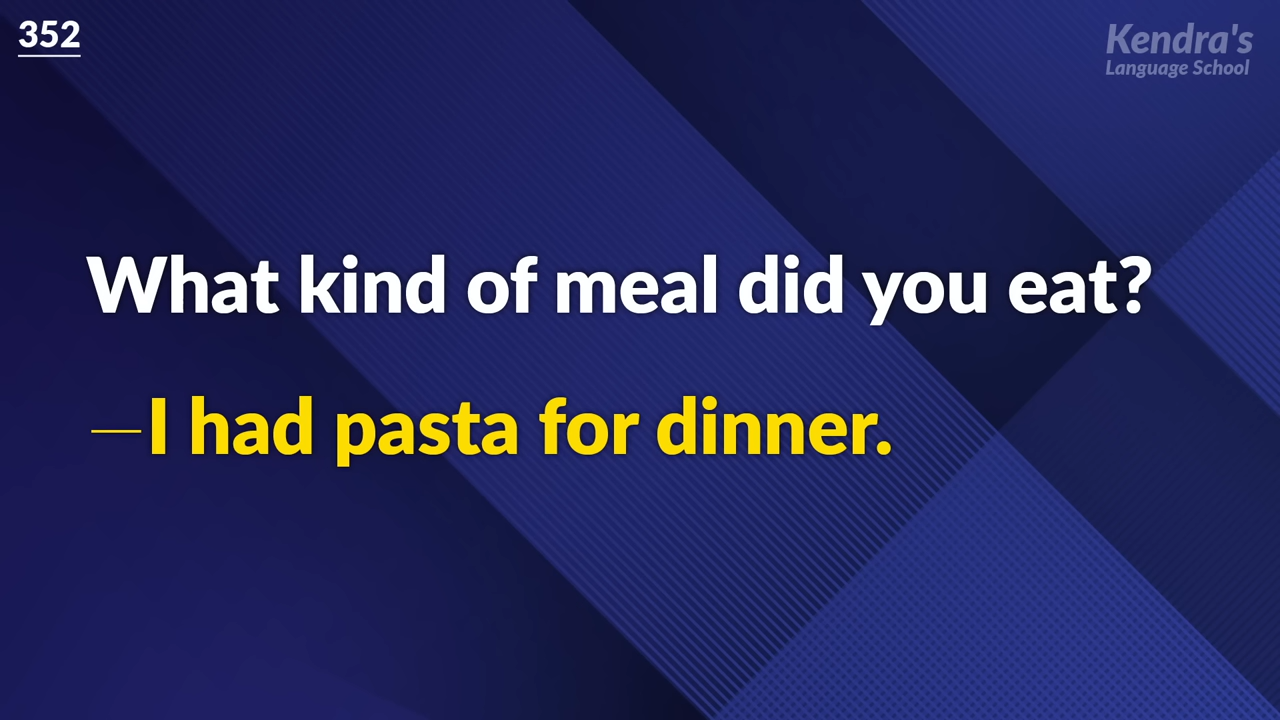 352
Kendra's
Language School
What kind of meal did you eat?
—I had pasta for dinner.